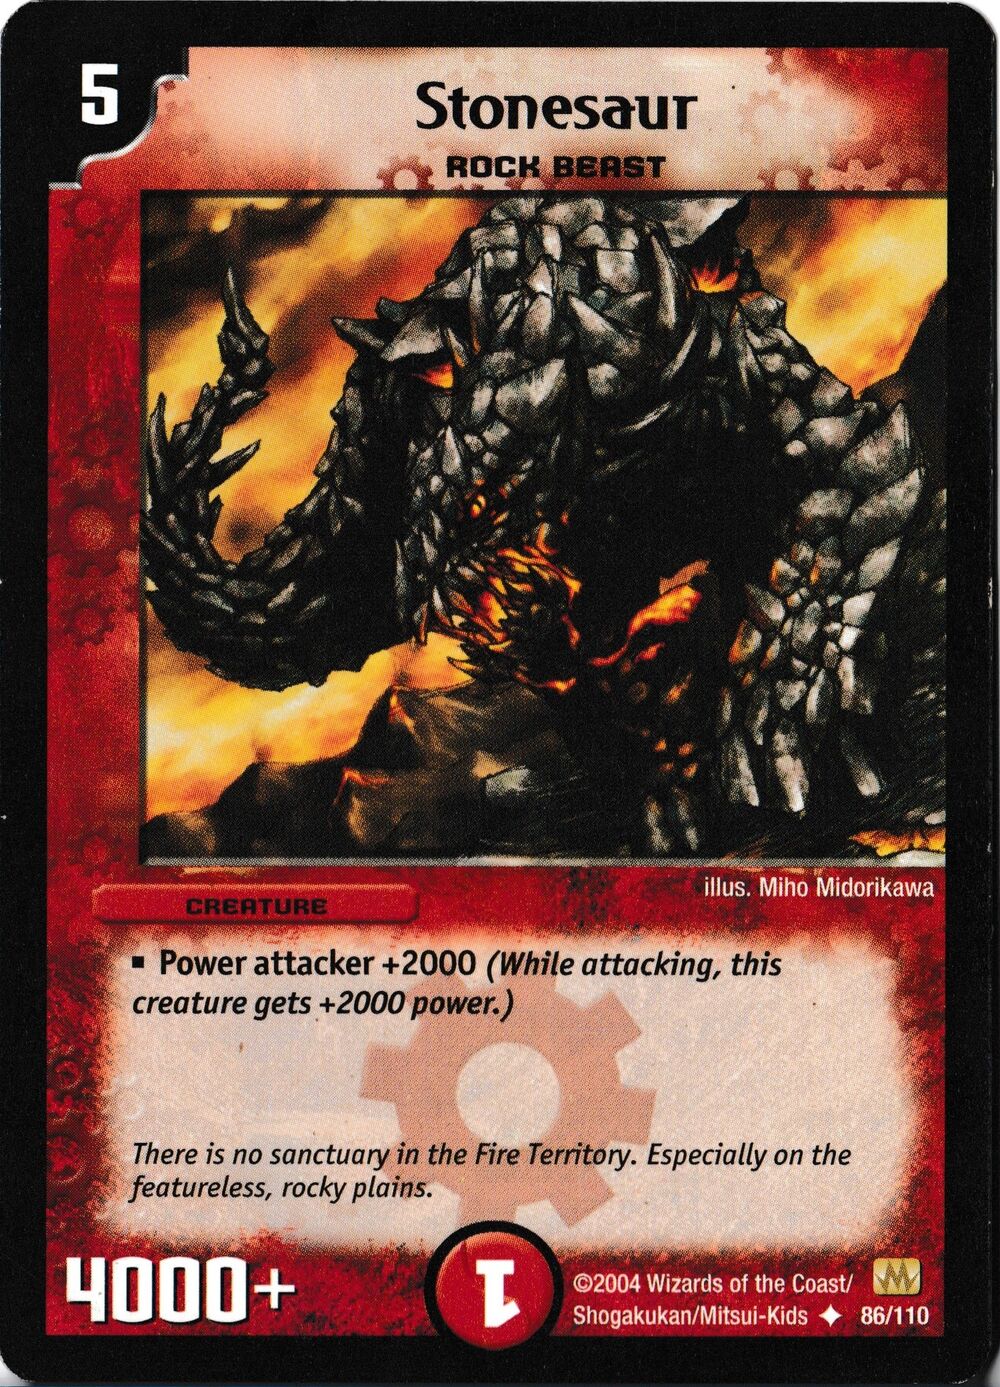 5
Stonesaur
ROCK BEAST
illus. Miho Midorikawa
CREATURE
▪ Power attacker +2000 (While attacking, this
creature gets +2000 power.)
There is no sanctuary in the Fire Territory. Especially on the
featureless, rocky plains.
4000+
1
©2004 Wizards of the Coast/
Shogakukan/Mitsui-Kids ✦ 86/110